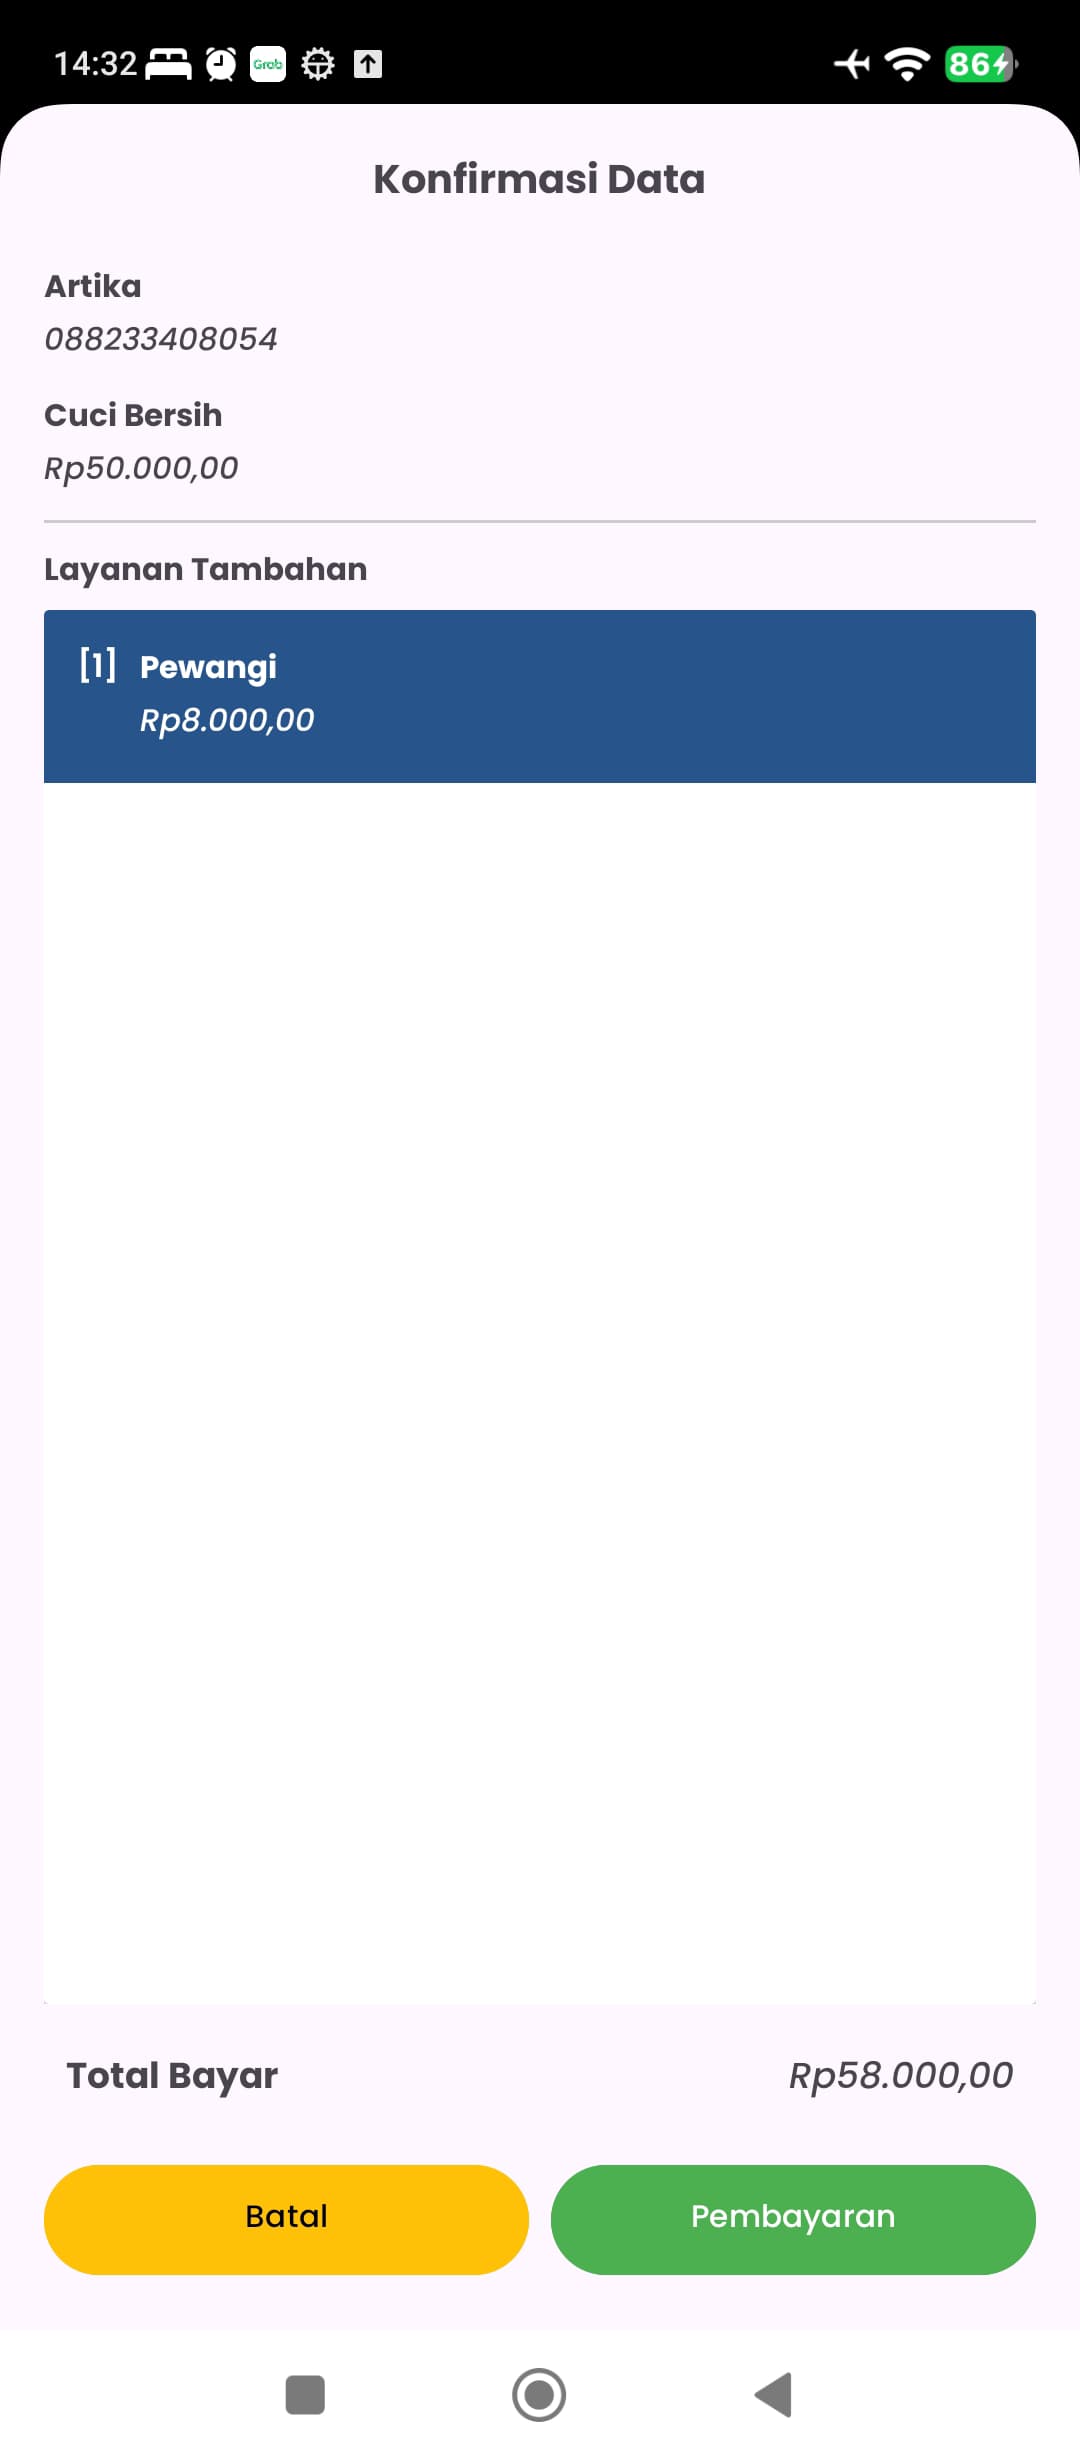 14:32
Grab
86
Konfirmasi Data
Artika
088233408054
Cuci Bersih
Rp50.000,00
Layanan Tambahan
[1] Pewangi
Rp8.000,00
Total Bayar Rp58.000,00
Batal Pembayaran